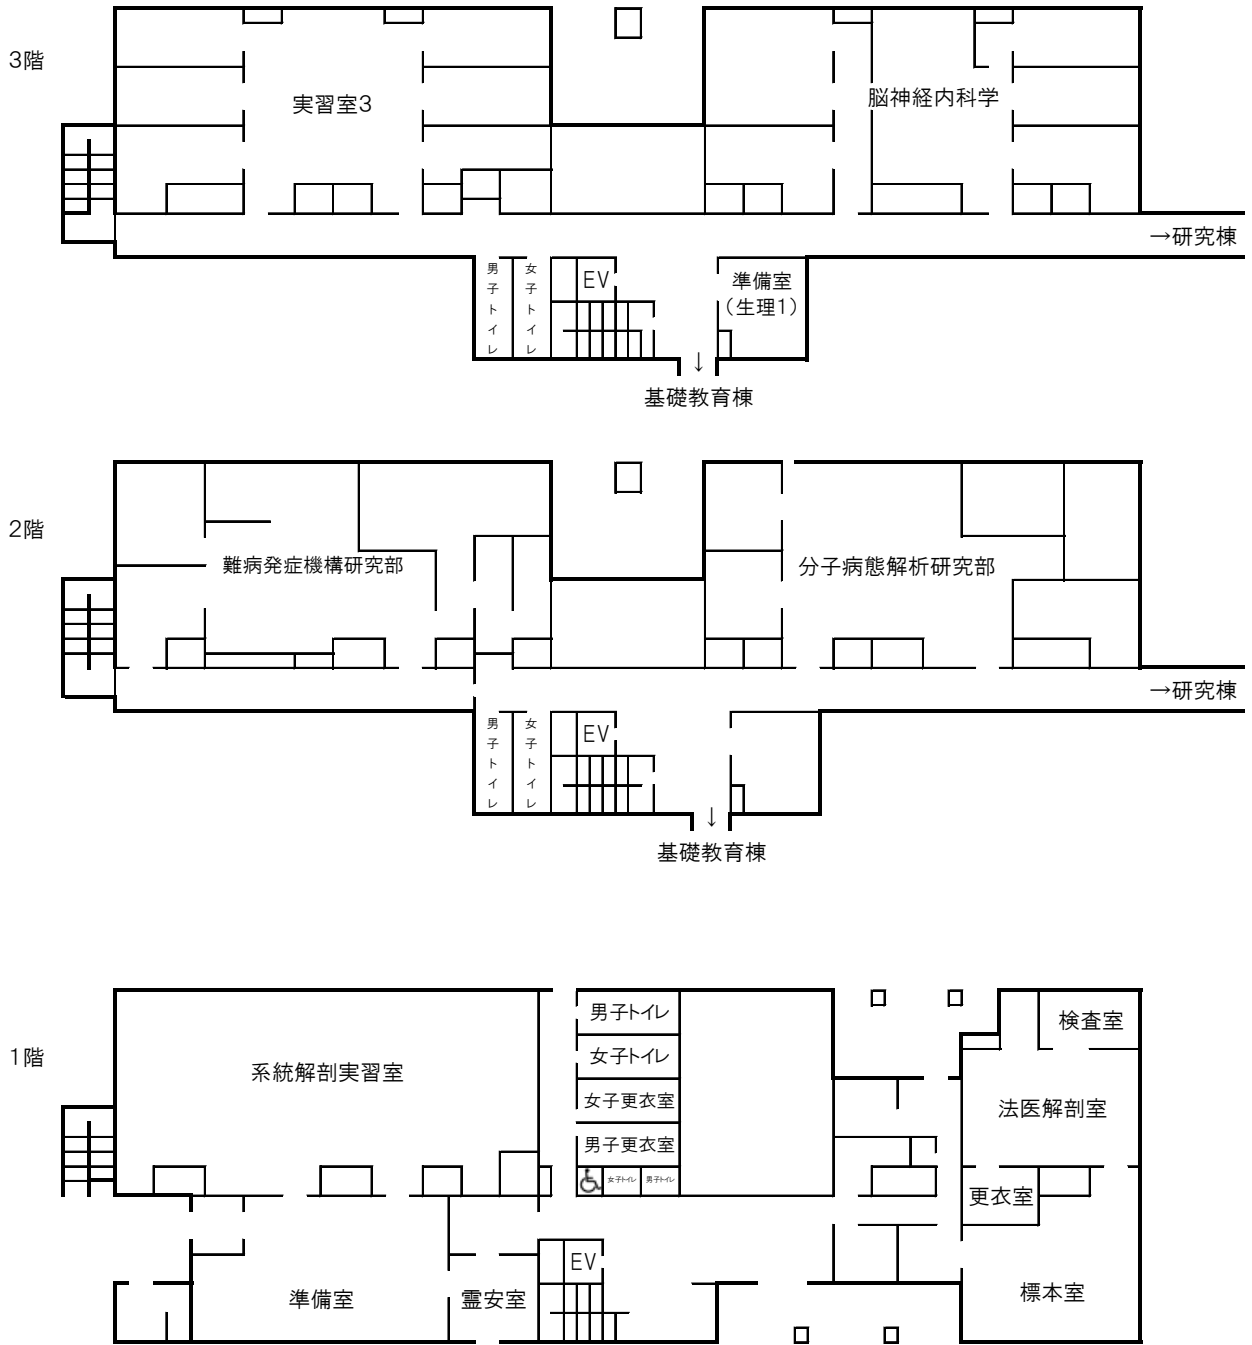 3階
実習室3
脳神経内科学
→研究棟
男子トイレ
女子トイレ
EV
準備室
（生理1）
↓
基礎教育棟
2階
難病発症機構研究部
分子病態解析研究部
→研究棟
男子トイレ
女子トイレ
EV
↓
基礎教育棟
1階
系統解剖実習室
男子トイレ
女子トイレ
女子更衣室
男子更衣室
女子トイレ
男子トイレ
検査室
法医解剖室
更衣室
EV
準備室
霊安室
標本室